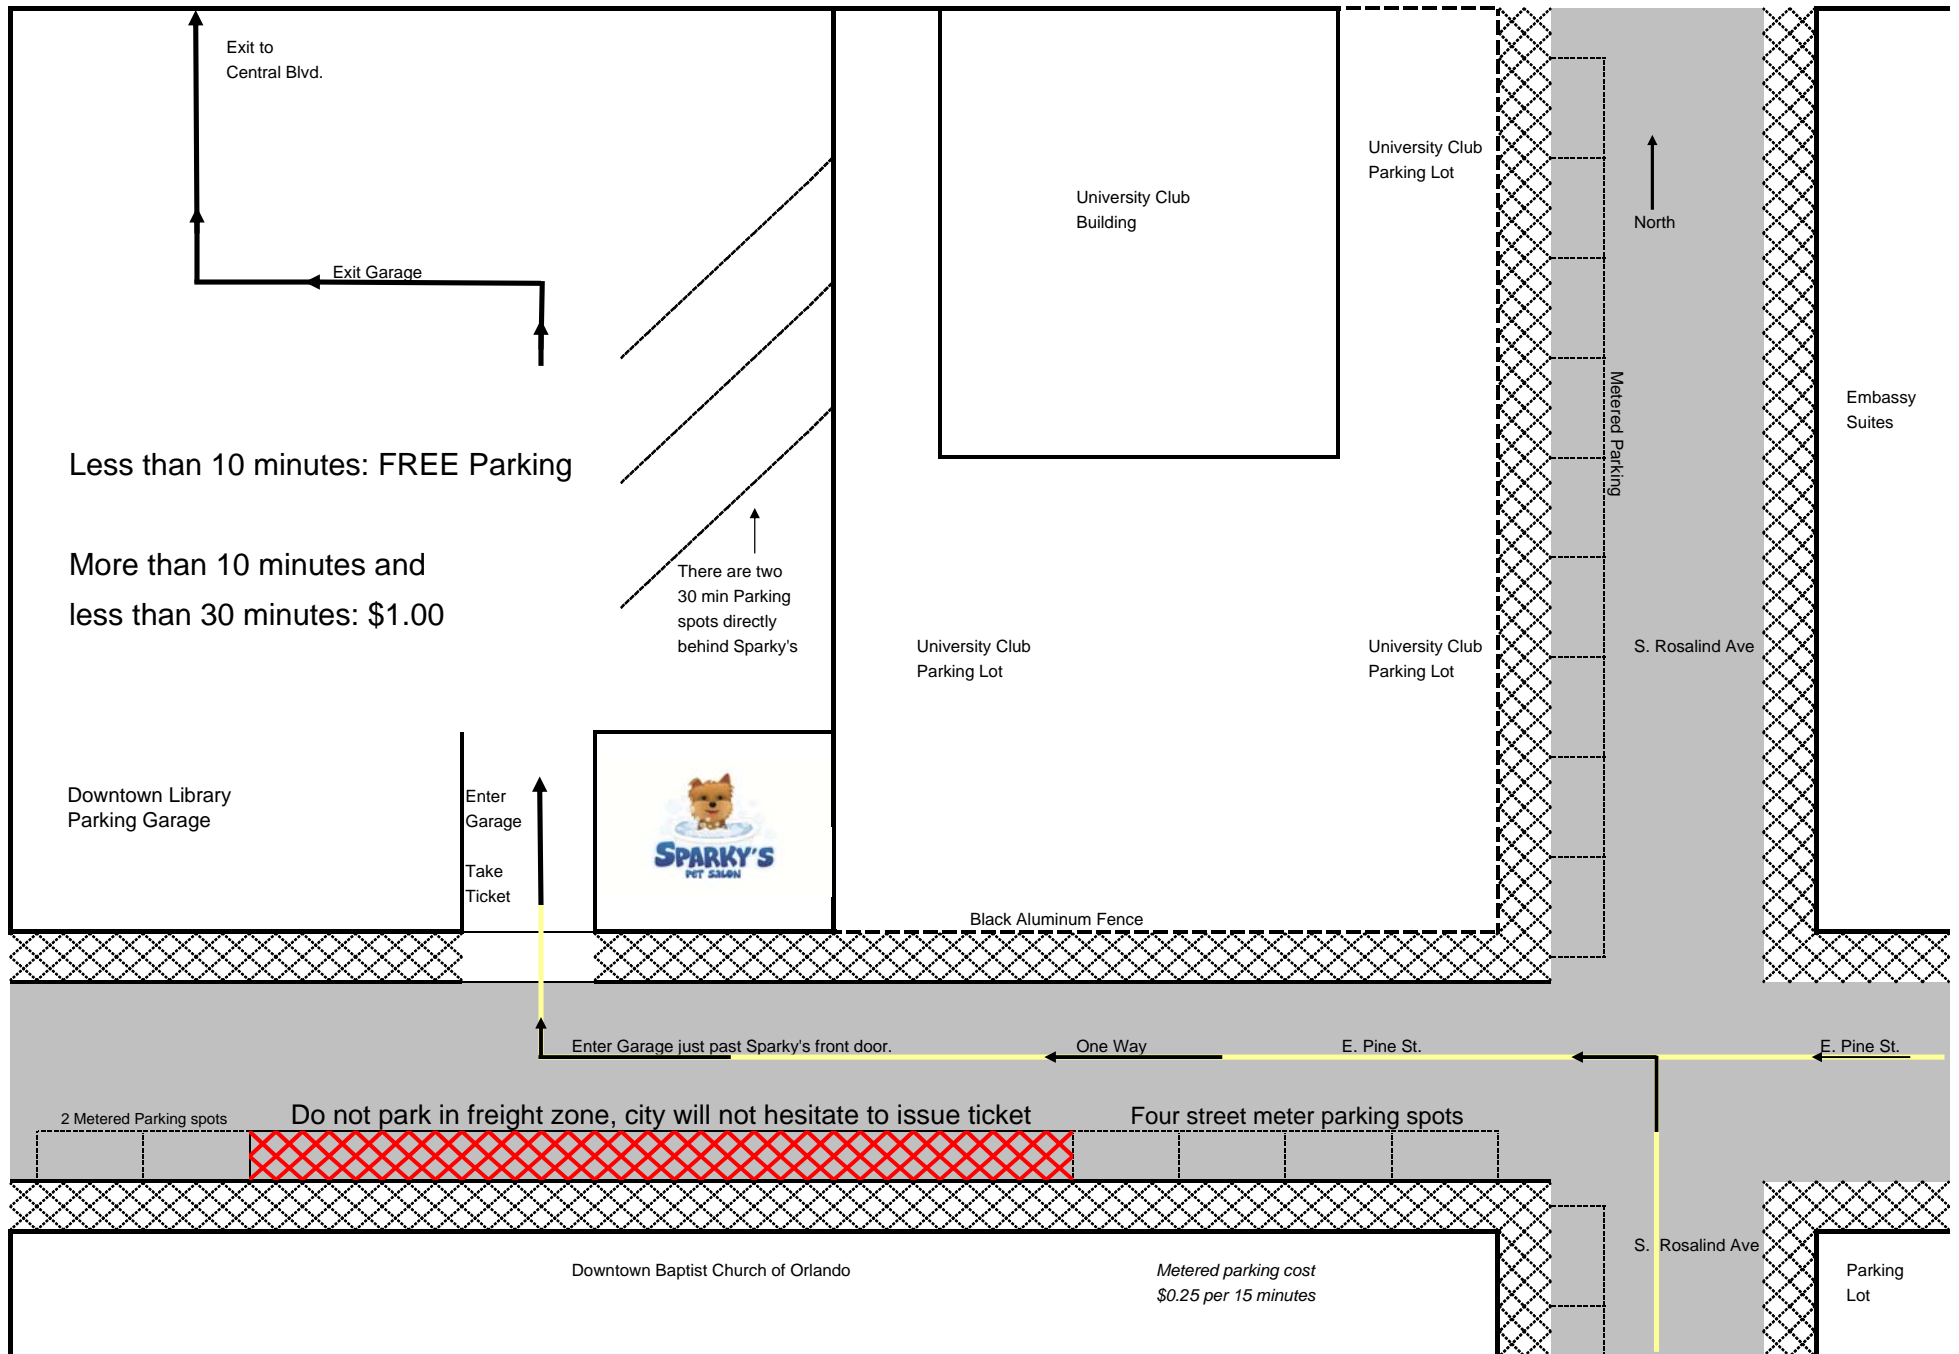 Exit to
Central Blvd.
University Club
Parking Lot
University Club
Building
North
Exit Garage
Metered Parking
Embassy
Suites
Less than 10 minutes: FREE Parking
More than 10 minutes and
less than 30 minutes: $1.00
There are two
30 min Parking
spots directly
behind Sparky's
University Club
Parking Lot
University Club
Parking Lot
S. Rosalind Ave
Downtown Library
Parking Garage
Enter
Garage
Take
Ticket
SPARKY'S
PET SALON
Black Aluminum Fence
Enter Garage just past Sparky's front door.
One Way
E. Pine St.
E. Pine St.
2 Metered Parking spots
Do not park in freight zone, city will not hesitate to issue ticket
Four street meter parking spots
S. Rosalind Ave
Downtown Baptist Church of Orlando
Metered parking cost
$0.25 per 15 minutes
Parking
Lot